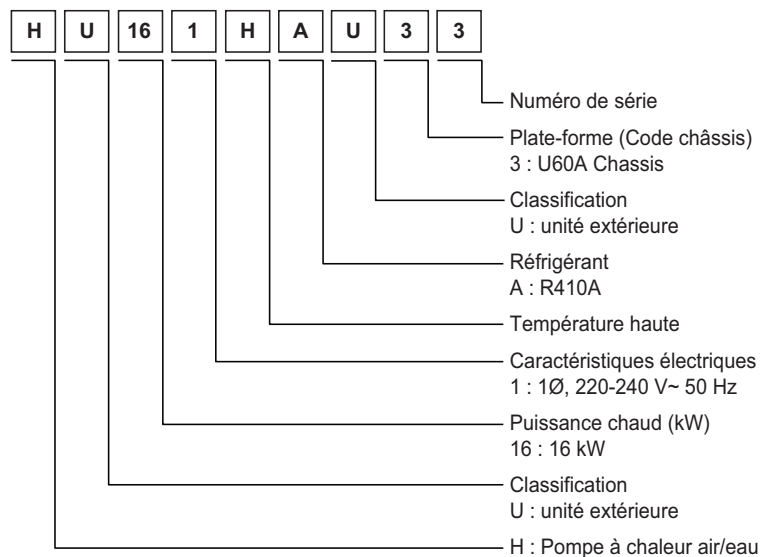 H U 16 1 H A U 3 3
Numéro de série
Plate-forme (Code châssis)
3 : U60A Chassis
Classification
U : unité extérieure
Réfrigérant
A : R410A
Température haute
Caractéristiques électriques
1 : 1Ø, 220-240 V~ 50 Hz
Puissance chaud (kW)
16 : 16 kW
Classification
U : unité extérieure
H : Pompe à chaleur air/eau